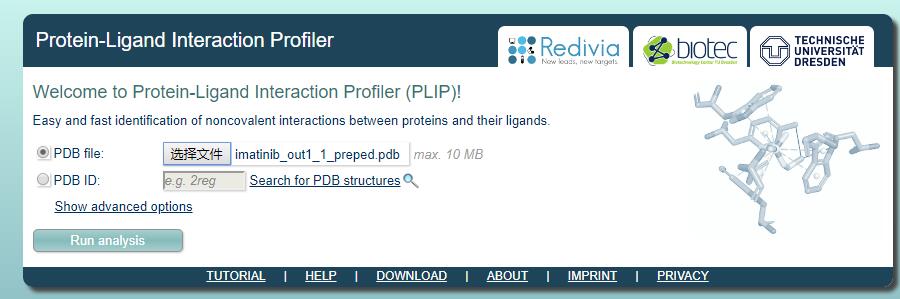 Protein-Ligand Interaction Profiler
Redivia
New leads, new targets.
biotec
Biotechnology Center TU Dresden
TECHNISCHE
UNIVERSITÄT
DRESDEN
Welcome to Protein-Ligand Interaction Profiler (PLIP)!
Easy and fast identification of noncovalent interactions between proteins and their ligands.
PDB file: 选择文件 imatinib_out1_1_preped.pdb max. 10 MB
PDB ID: e.g. 2reg Search for PDB structures
Show advanced options
Run analysis
TUTORIAL | HELP | DOWNLOAD | ABOUT | IMPRINT | PRIVACY